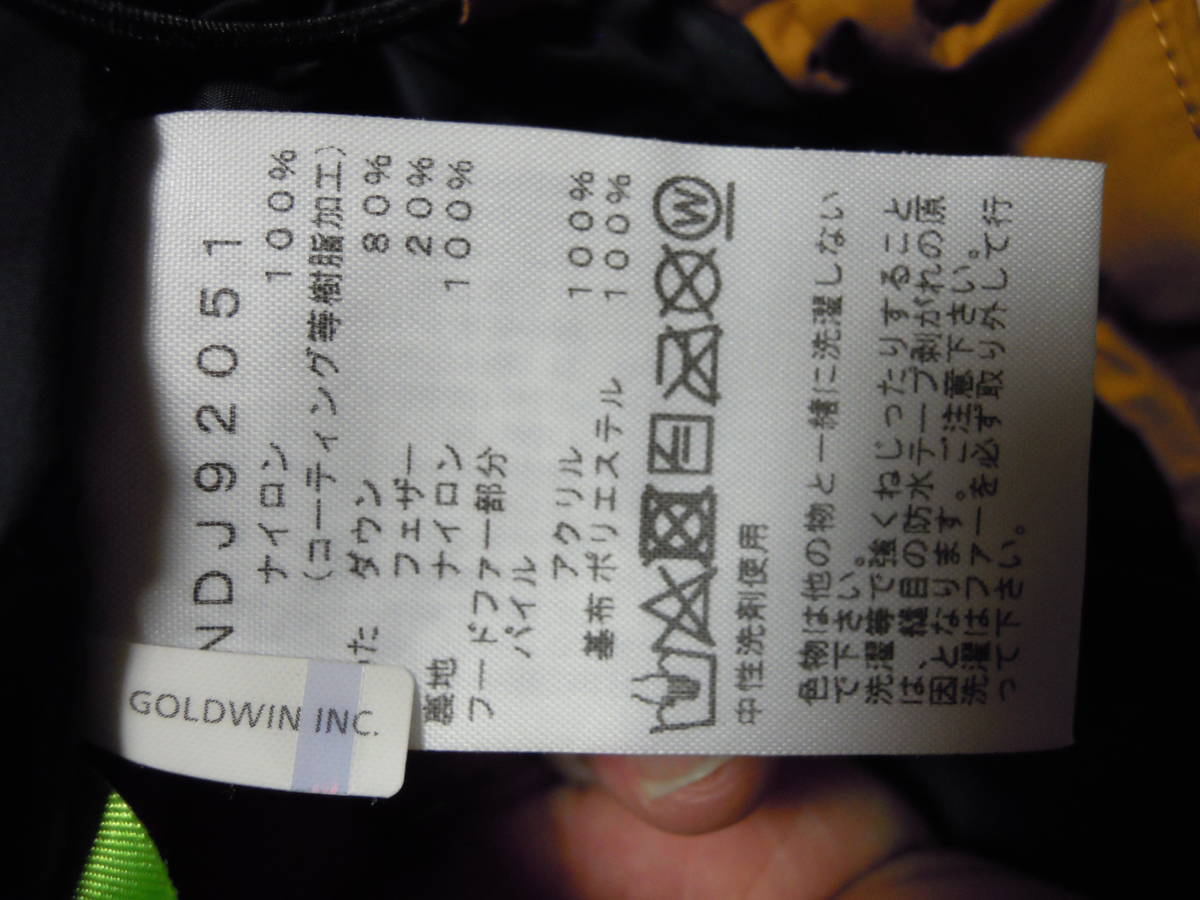 NDJ92051
ナイロン 100%
(コーティング等樹脂加工)
た ダウン 80%
フェザー 20%
裏地 ナイロン 100%
フードファー部分
パイル
アクリル 100%
基布 ポリエステル 100%
W
中性洗剤使用
色物は他の物と一緒に洗濯しない
で下さい。
洗濯等で強くねじったりすること
は、縫目の防水テープ剥がれの原
因となります。ご注意下さい。
洗濯はファーを必ず取り外して行
って下さい。
GOLDWIN INC.